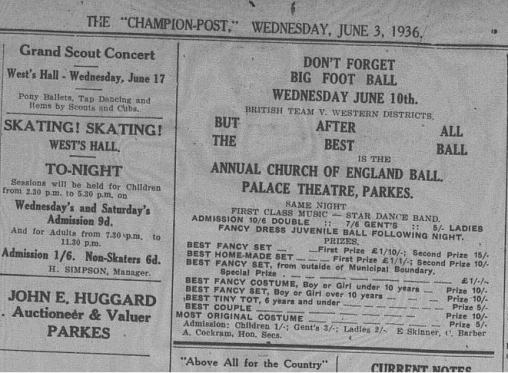 THE "CHAMPION-POST," WEDNESDAY, JUNE 3, 1936.
Grand Scout Concert
West's Hall - Wednesday, June 17
Pony Ballets, Tap Dancing and
Items by Scouts and Cubs.
SKATING! SKATING!
WEST'S HALL.
TO-NIGHT
Sessions will be held for Children
from 2.30 p.m. to 5.30 p.m. on
Wednesday's and Saturday's
Admission 9d.
And for Adults from 7.30 p.m. to
11.30 p.m.
Admission 1/6. Non-Skaters 6d.
H. SIMPSON, Manager.
JOHN E. HUGGARD
Auctioneer & Valuer
PARKES
DON'T FORGET
BIG FOOT BALL
WEDNESDAY JUNE 10th.
BRITISH TEAM V. WESTERN DISTRICTS.
BUT AFTER ALL
THE BEST BALL
IS THE
ANNUAL CHURCH OF ENGLAND BALL.
PALACE THEATRE, PARKES.
SAME NIGHT
FIRST CLASS MUSIC — STAR DANCE BAND.
ADMISSION 10/6 DOUBLE :: 7/6 GENT'S :: 5/- LADIES
FANCY DRESS JUVENILE BALL FOLLOWING NIGHT.
PRIZES.
BEST FANCY SET — — First Prize £1/10/-; Second Prize 15/-
BEST HOME-MADE SET — — — First Prize £1/1/-; Second Prize 10/-
BEST FANCY SET, from outside of Municipal Boundary,
Special Prize . — — — — — £1/-/-
BEST FANCY COSTUME, Boy or Girl under 10 years — Prize 10/-
BEST FANCY SET, Boy or Girl over 10 years — — Prize 10/-
BEST TINY TOT, 6 years and under — — — Prize 5/-
BEST COUPLE — — — — — Prize 10/-
MOST ORIGINAL COSTUME — — — — Prize 5/-
Admission: Children 1/-; Gent's 3/-; Ladies 2/- E Skinner, Barber
A. Cockram, Hon. Secs.
"Above All for the Country"
CURRENT NOTES